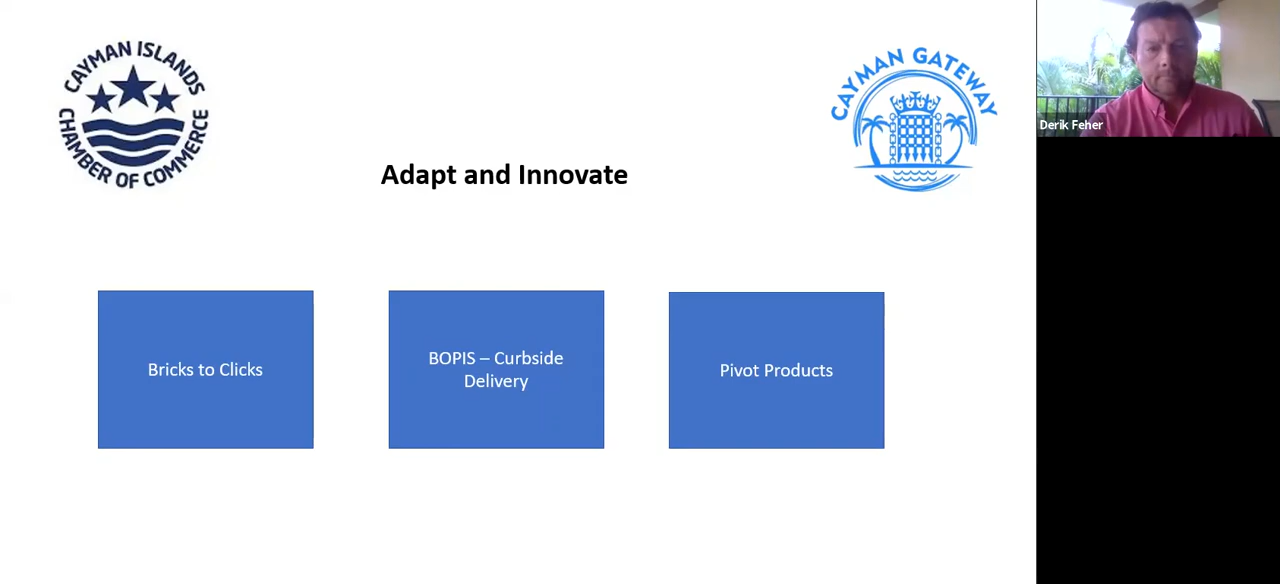 CAYMAN ISLANDS
CHAMBER OF COMMERCE
CAYMAN GATEWAY
Derik Feher
Adapt and Innovate
Bricks to Clicks
BOPIS – Curbside
Delivery
Pivot Products